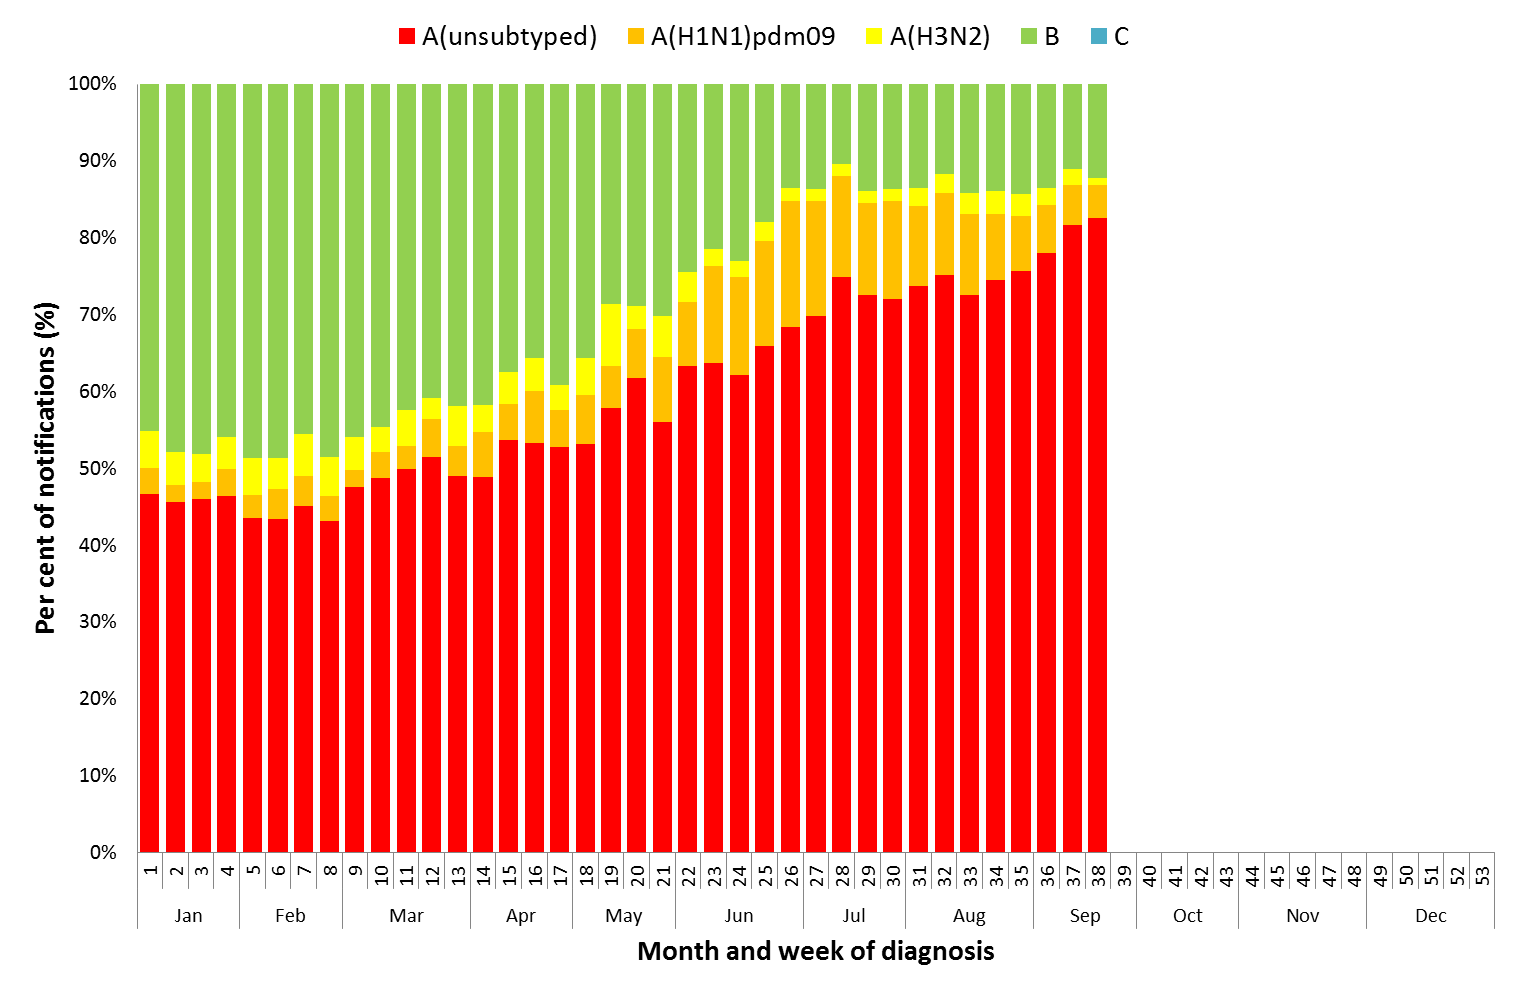 A(unsubtyped) A(H1N1)pdm09 A(H3N2) B C
100%
90%
80%
70%
60%
50%
40%
30%
20%
10%
0%
Per cent of notifications (%)
1 2 3 4 5 6 7 8 9 10 11 12 13 14 15 16 17 18 19 20 21 22 23 24 25 26 27 28 29 30 31 32 33 34 35 36 37 38 39 40 41 42 43 44 45 46 47 48 49 50 51 52 53
Jan Feb Mar Apr May Jun Jul Aug Sep Oct Nov Dec
Month and week of diagnosis